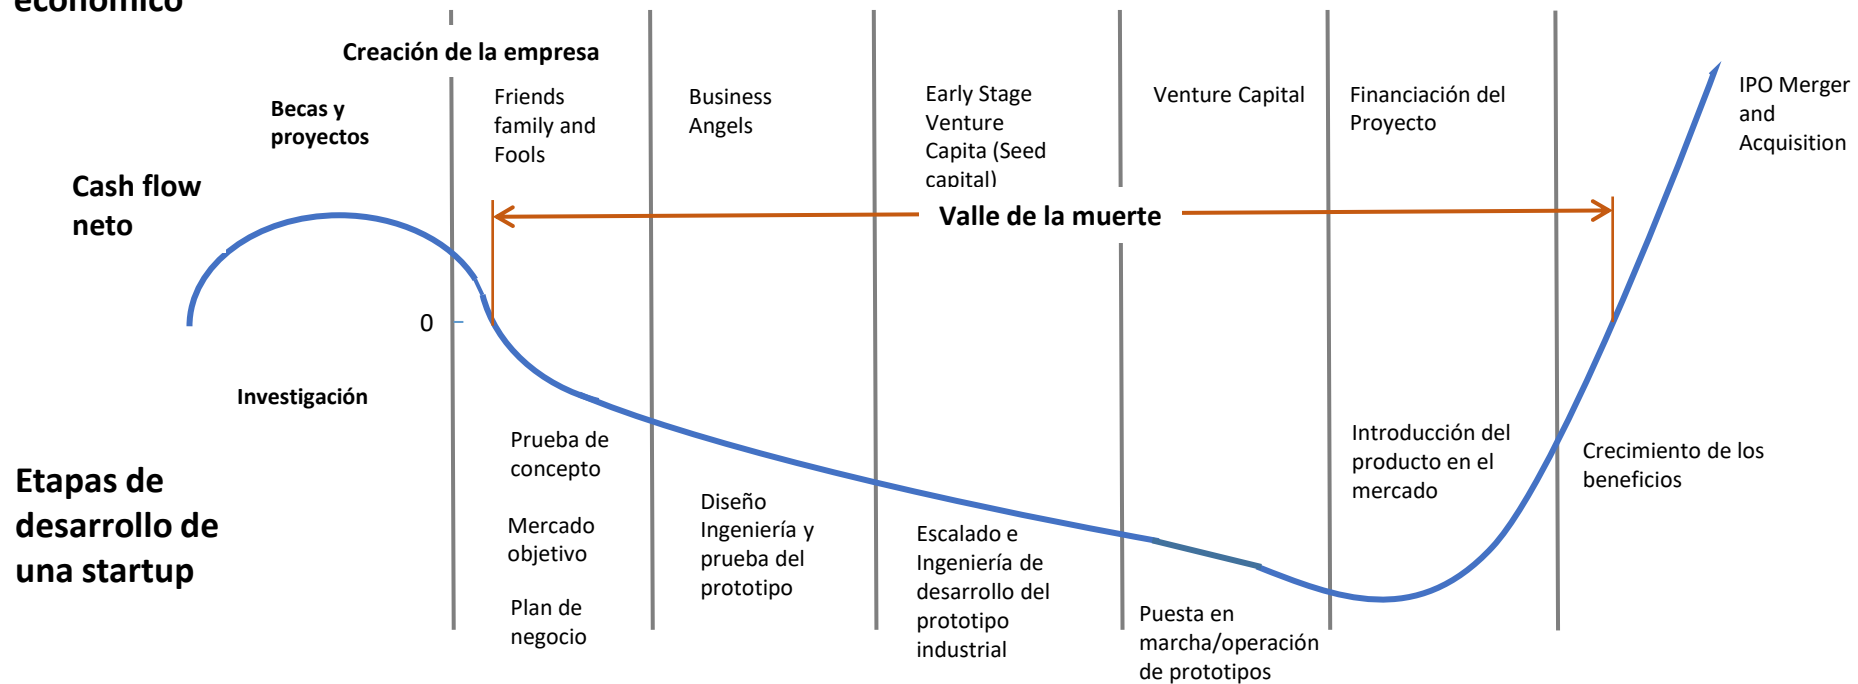 económico
Creación de la empresa
Becas y
proyectos
Friends
family and
Fools
Business
Angels
Early Stage
Venture
Capita (Seed
capital)
Venture Capital
Financiación del
Proyecto
IPO Merger
and
Acquisition
Cash flow
neto
Valle de la muerte
0
Investigación
Etapas de
desarrollo de
una startup
Prueba de
concepto
Mercado
objetivo
Plan de
negocio
Diseño
Ingeniería y
prueba del
prototipo
Escalado e
Ingeniería de
desarrollo del
prototipo
industrial
Puesta en
marcha/operación
de prototipos
Introducción del
producto en el
mercado
Crecimiento de los
beneficios